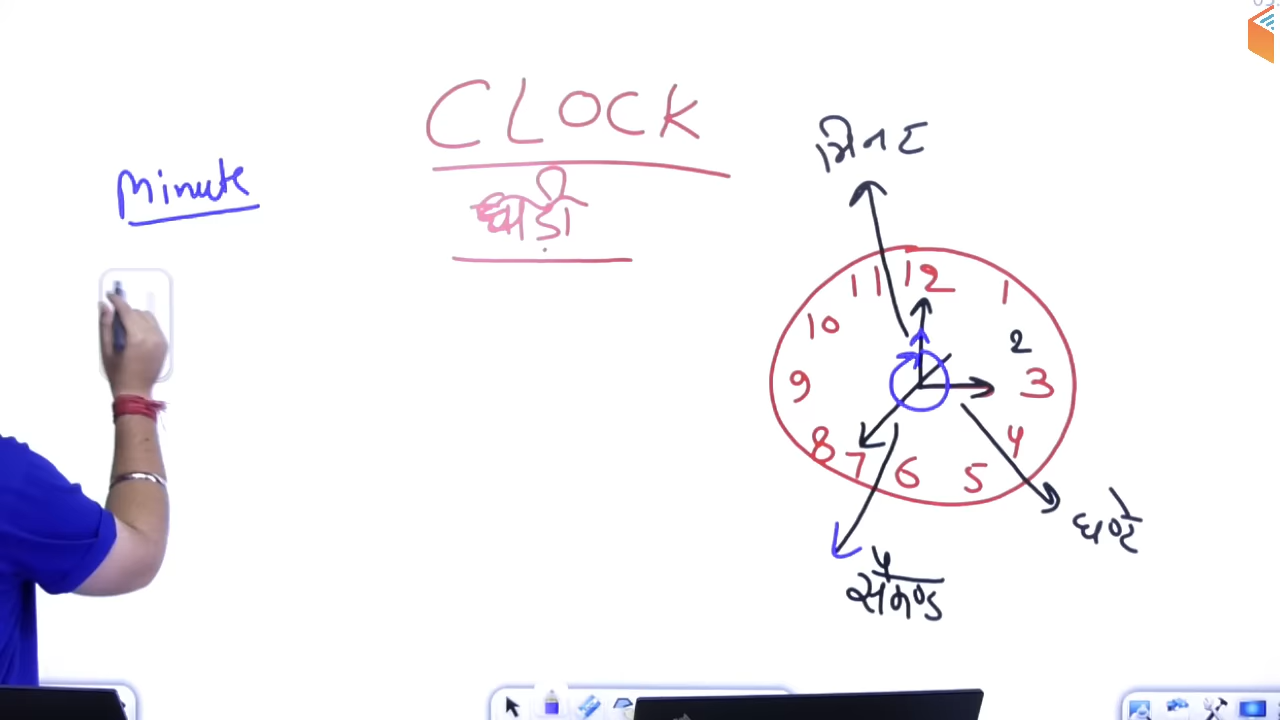 CLOCK
घड़ी
Minute
मिनट
11 12 1
10 2
9 3
8 4
7 6 5
घण्टे
सेकण्ड